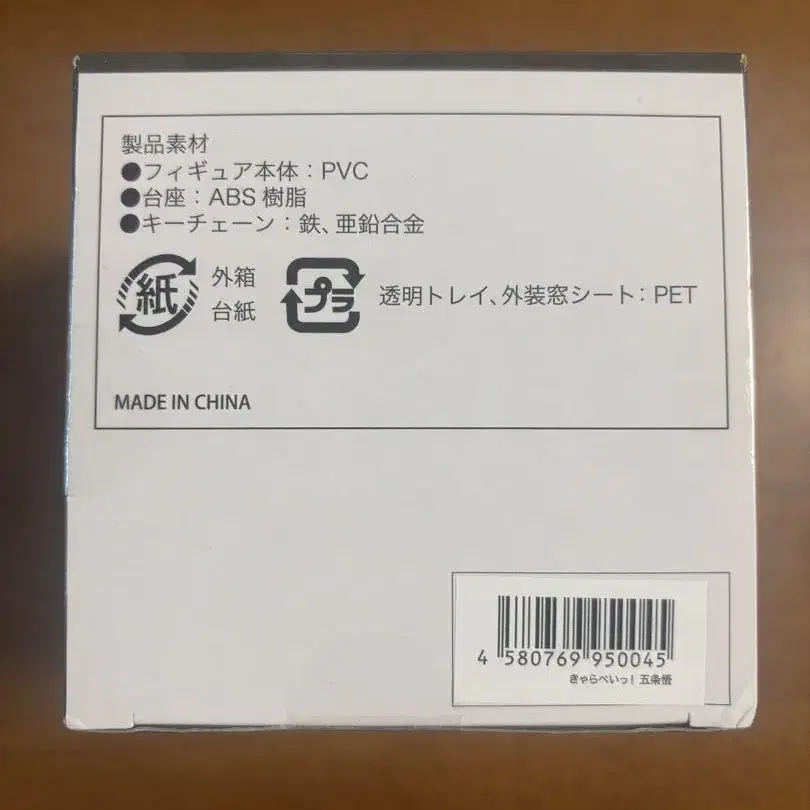 製品素材
●フィギュア本体：PVC
●台座：ABS 樹脂
●キーチェーン：鉄、亜鉛合金
紙
外箱
台紙
プラ
透明トレイ、外装窓シート：PET
MADE IN CHINA
4 580769 950045
きゃらぺいっ！ 五条悟